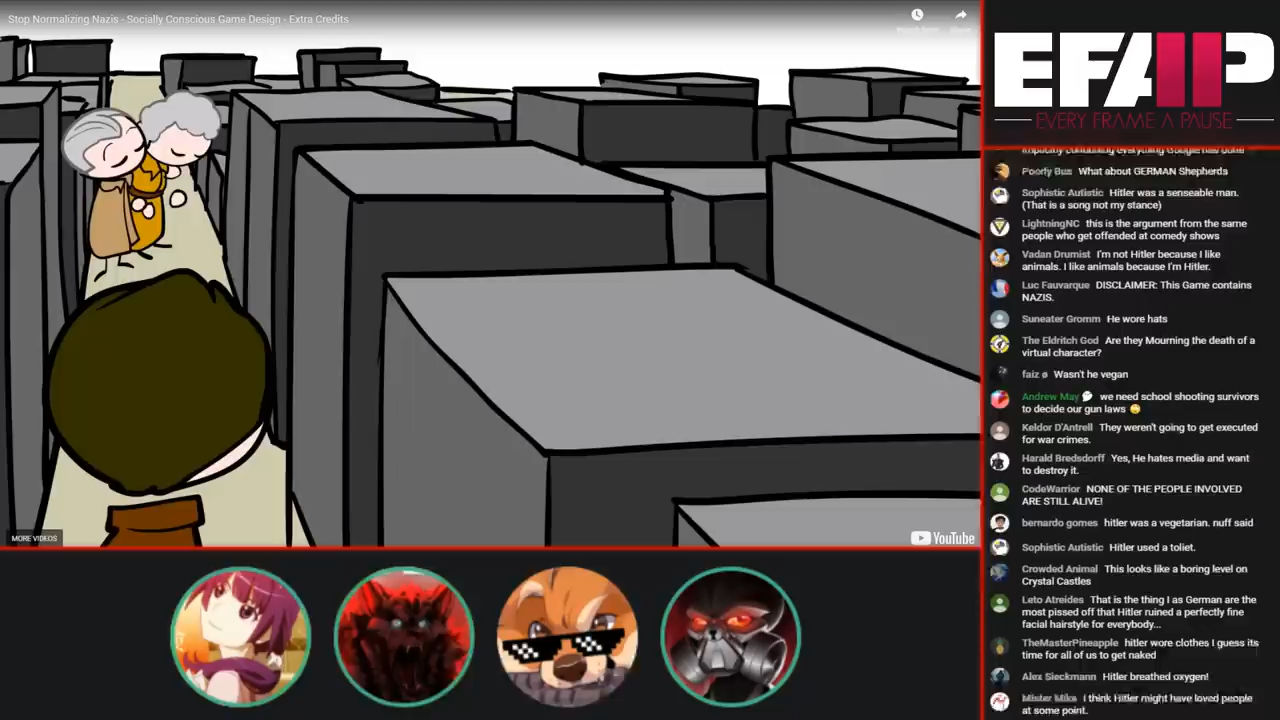 Stop Normalizing Nazis - Socially Conscious Game Design - Extra Credits
MORE VIDEOS
YouTube
EFAP
EVERY FRAME A PAUSE
implicitly condoning everything Google has done
Poorly Bus What about GERMAN Shepherds
Sophistic Autistic Hitler was a senseable man.
(That is a song not my stance)
LightningNC this is the argument from the same
people who get offended at comedy shows
Vadan Drumist I'm not Hitler because I like
animals. I like animals because I'm Hitler.
Luc Fauvarque DISCLAIMER: This Game contains
NAZIS.
Suneater Gromm He wore hats
The Eldritch God Are they Mourning the death of a
virtual character?
faiz ø Wasn't he vegan
Andrew May we need school shooting survivors
to decide our gun laws
Keldor D'Antrell They weren't going to get executed
for war crimes.
Harald Bredsdorff Yes, He hates media and want
to destroy it.
CodeWarrior NONE OF THE PEOPLE INVOLVED
ARE STILL ALIVE!
bernardo gomes hitler was a vegetarian. nuff said
Sophistic Autistic Hitler used a toliet.
Crowded Animal This looks like a boring level on
Crystal Castles
Leto Atreides That is the thing I as German are the
most pissed off that Hitler ruined a perfectly fine
facial hairstyle for everybody...
TheMasterPineapple hitler wore clothes I guess its
time for all of us to get naked
Alex Sieckmann Hitler breathed oxygen!
Mister Mike I think Hitler might have loved people
at some point.